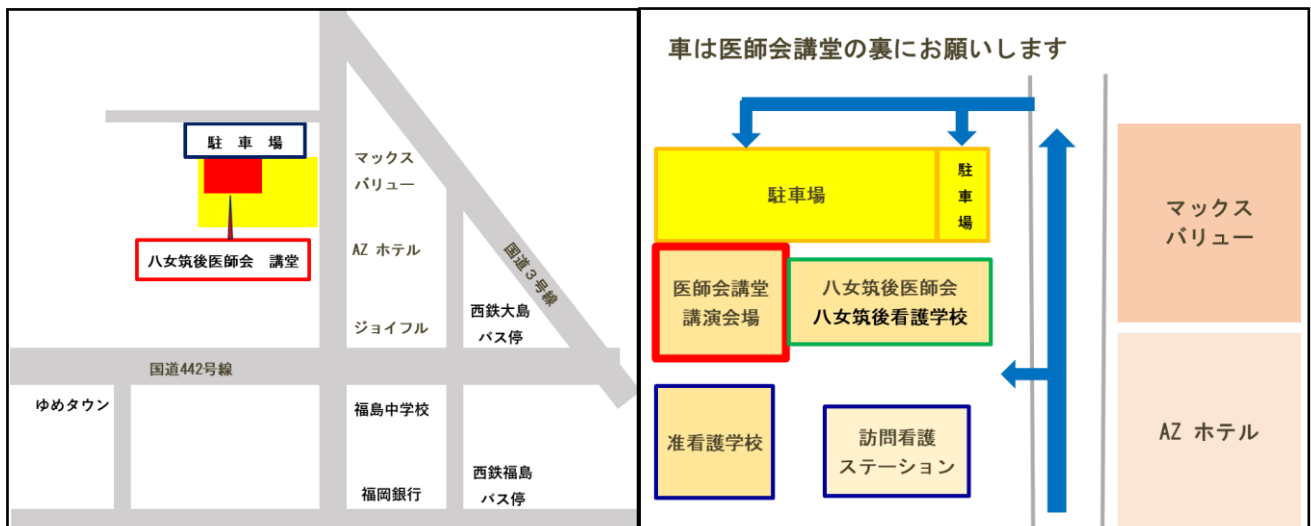 駐　車　場
マックス
バリュー
八女筑後医師会　講堂
AZ ホテル
国道３号線
ジョイフル
西鉄大島
バス停
国道442号線
ゆめタウン
福島中学校
西鉄福島
バス停
福岡銀行
車は医師会講堂の裏にお願いします
駐車場
駐車場
マックス
バリュー
医師会講堂
講演会場
八女筑後医師会
八女筑後看護学校
准看護学校
訪問看護
ステーション
AZ ホテル